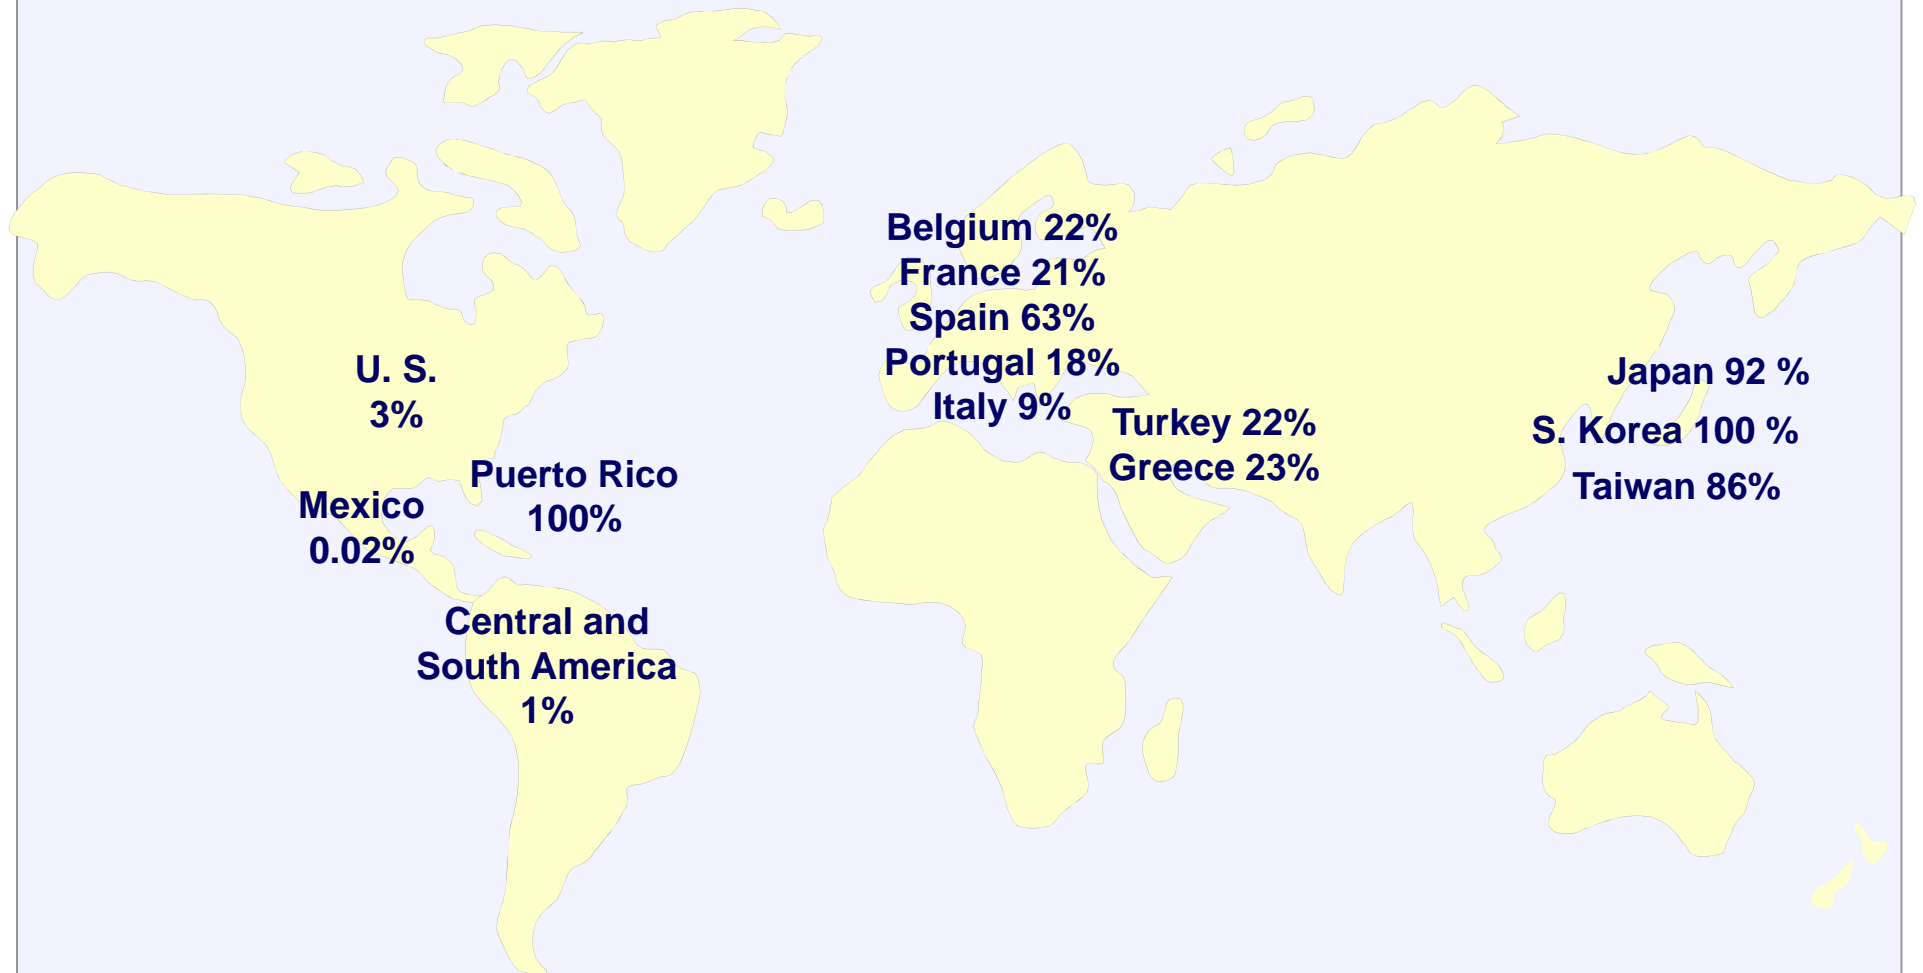 Belgium 22%
France 21%
Spain 63%
Portugal 18%
Italy 9%
U. S.
3%
Japan 92 %
Turkey 22%
Greece 23%
S. Korea 100 %
Taiwan 86%
Puerto Rico
100%
Mexico
0.02%
Central and
South America
1%